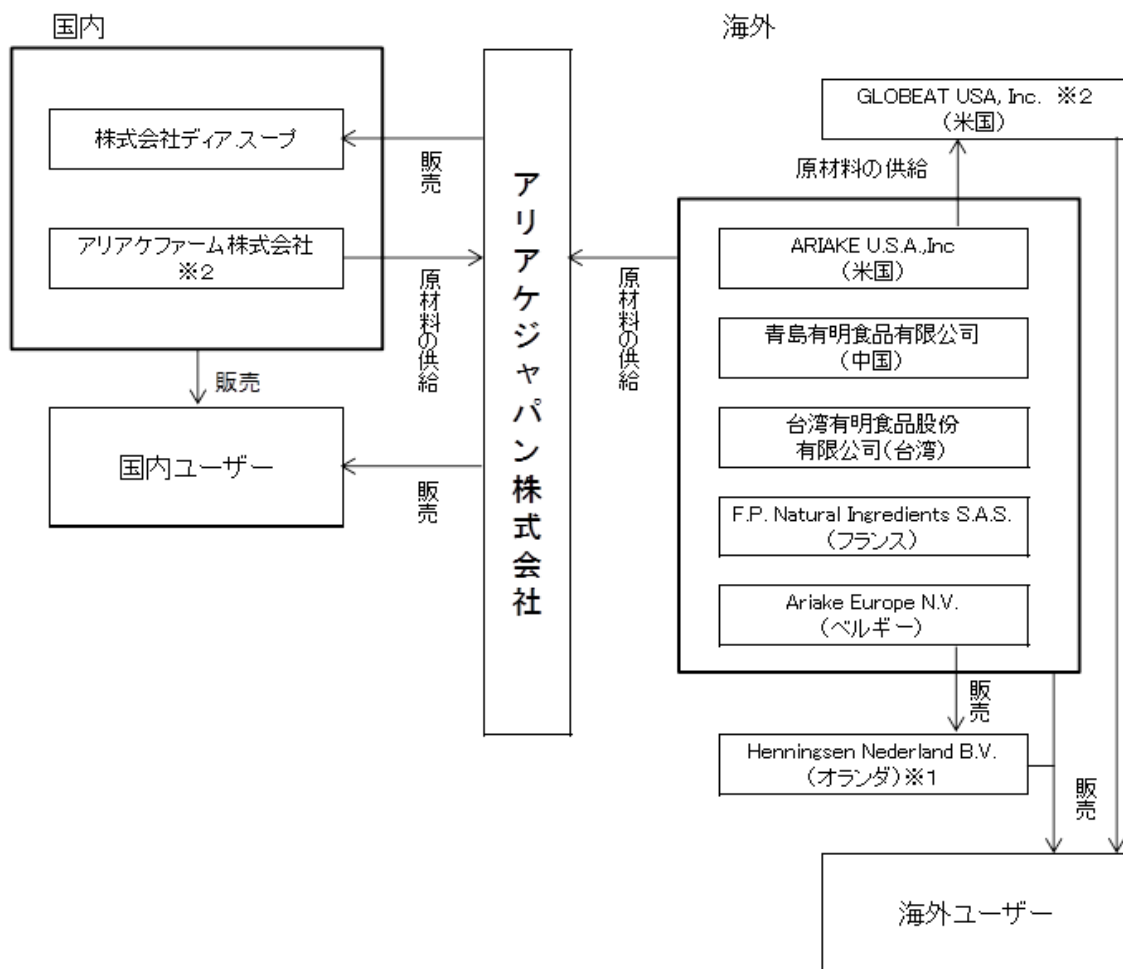 国内
海外
株式会社ディア.スープ
販売
アリアケファーム株式会社
※2
原材料の供給
販売
国内ユーザー
販売
アリアケジャパン株式会社
原材料の供給
GLOBEAT USA, Inc. ※2
(米国)
原材料の供給
ARIAKE U.S.A.,Inc
(米国)
青島有明食品有限公司
(中国)
台湾有明食品股份
有限公司(台湾)
F.P. Natural Ingredients S.A.S.
(フランス)
Ariake Europe N.V.
(ベルギー)
販売
Henningsen Nederland B.V.
(オランダ)※1
販売
海外ユーザー